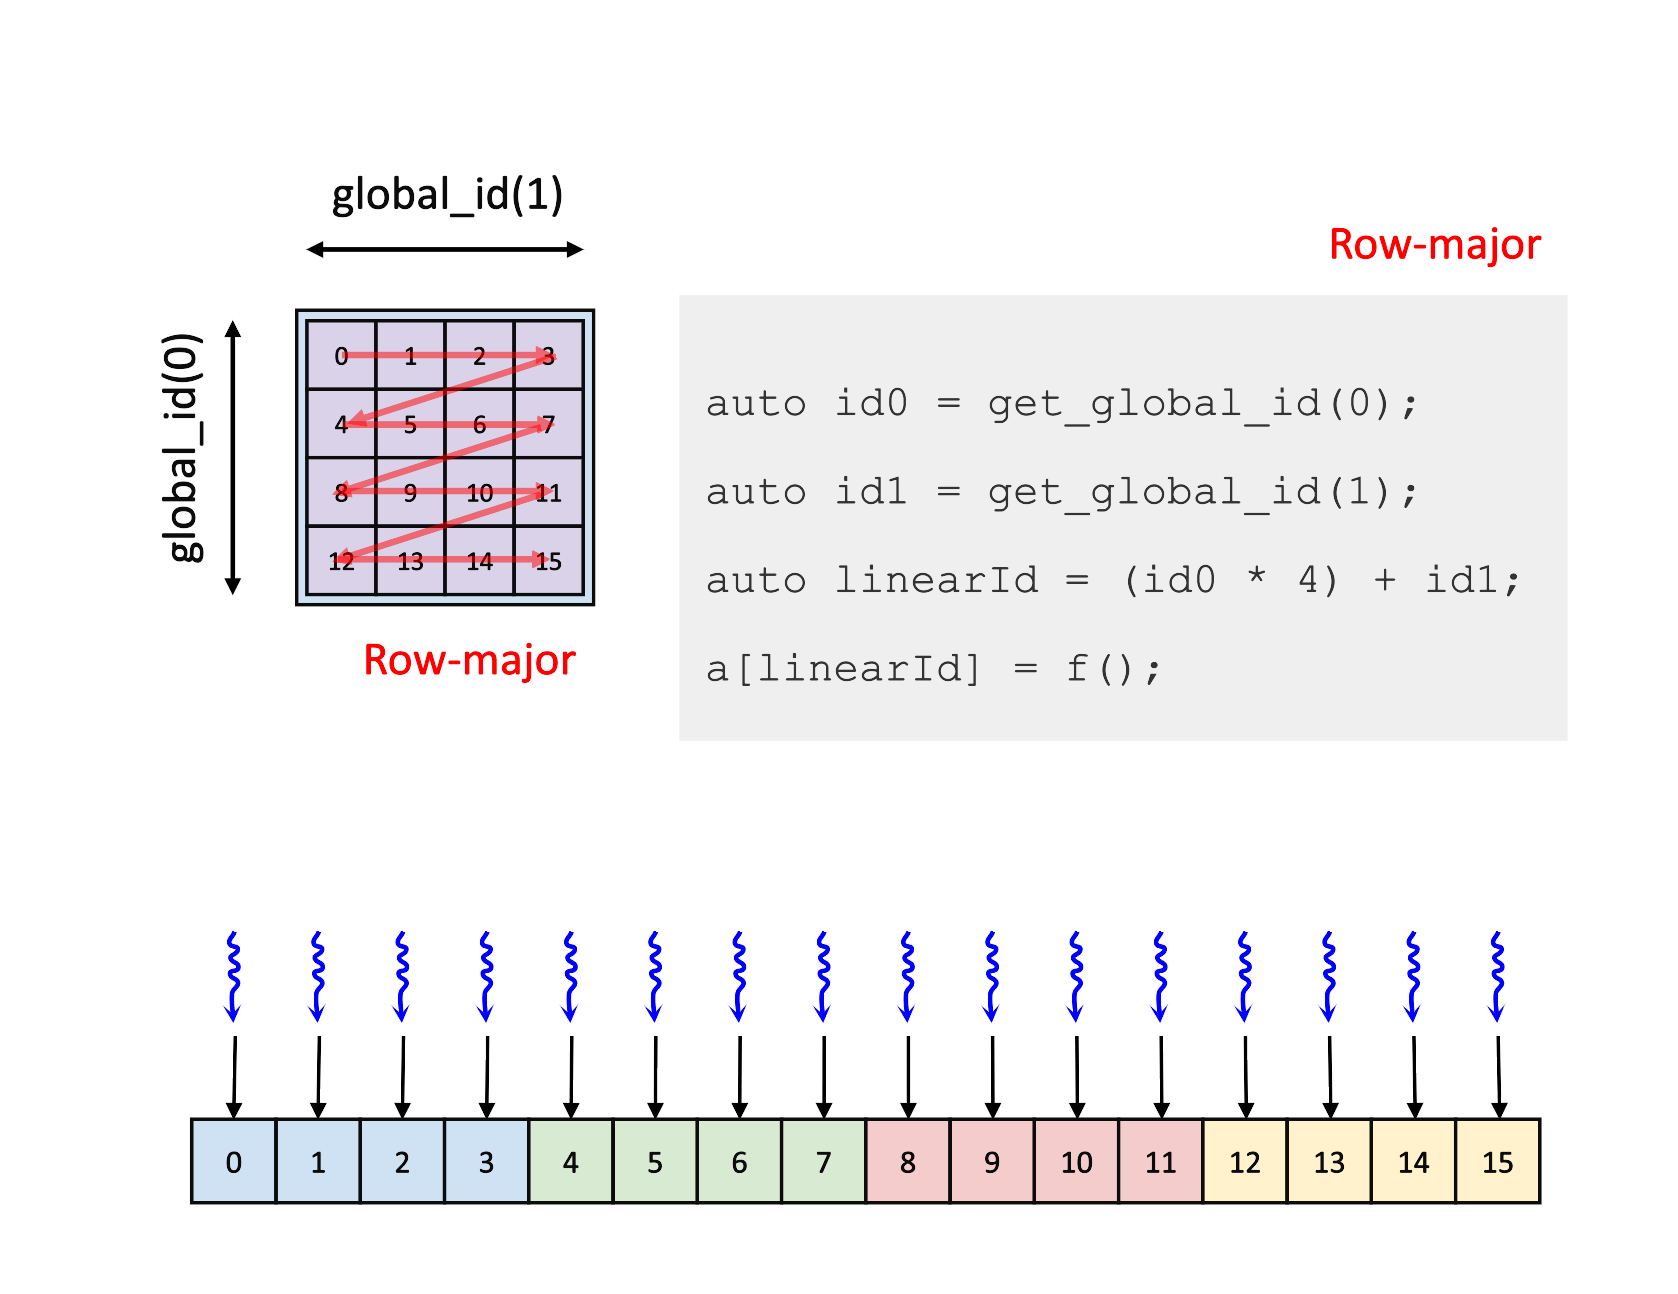 global_id(1)
global_id(0)
0 1 2 3
4 5 6 7
8 9 10 11
12 13 14 15
Row-major
Row-major
auto id0 = get_global_id(0);
auto id1 = get_global_id(1);
auto linearId = (id0 * 4) + id1;
a[linearId] = f();
0 1 2 3 4 5 6 7 8 9 10 11 12 13 14 15